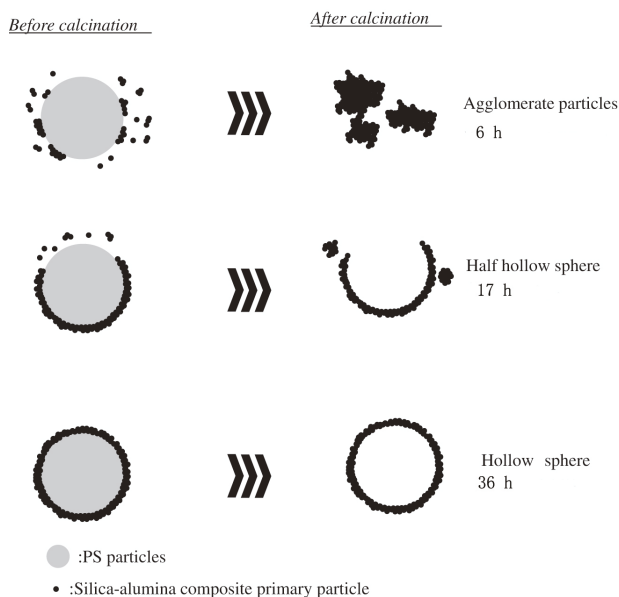 Before calcination
After calcination
Agglomerate particles
6 h
Half hollow sphere
17 h
Hollow sphere
36 h
:PS particles
:Silica-alumina composite primary particle